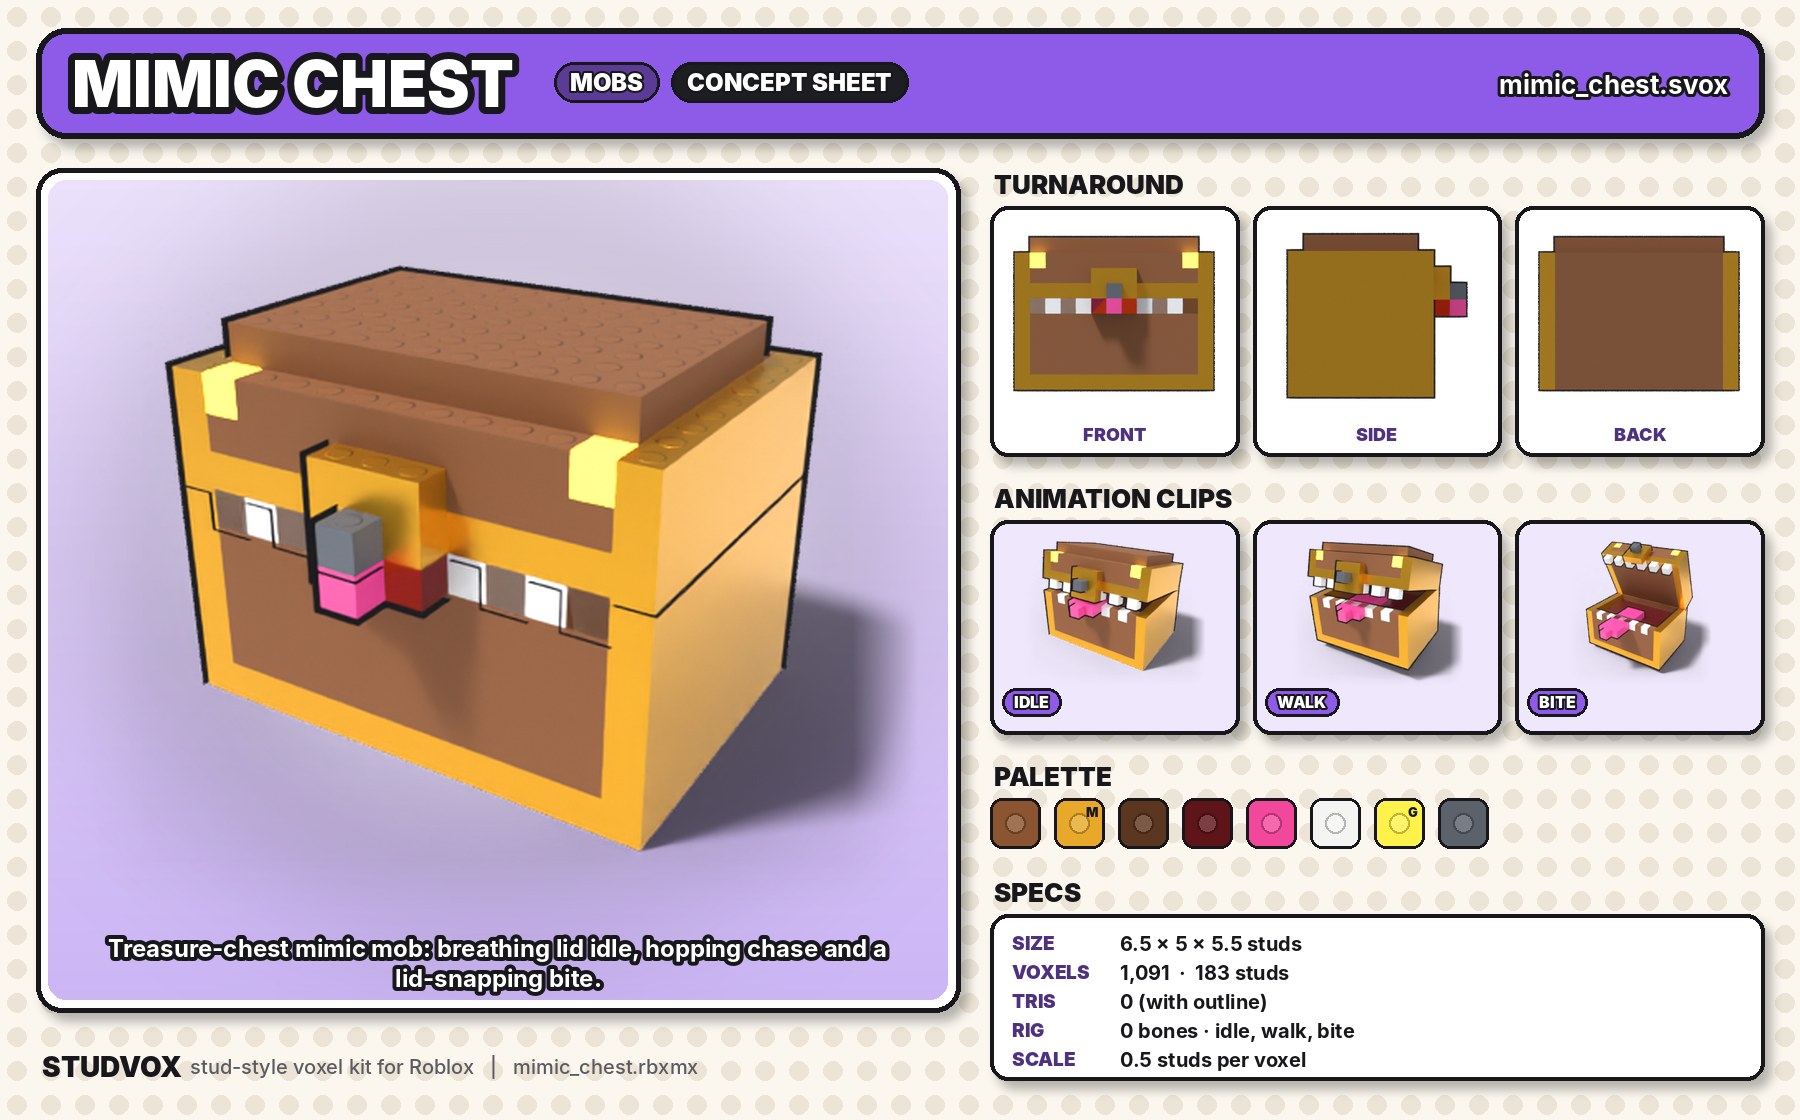 MIMIC CHEST
MOBS
CONCEPT SHEET
mimic_chest.svox
Treasure-chest mimic mob: breathing lid idle, hopping chase and a
lid-snapping bite.
TURNAROUND
FRONT
SIDE
BACK
ANIMATION CLIPS
IDLE
WALK
BITE
PALETTE
M
G
SPECS
SIZE 6.5 × 5 × 5.5 studs
VOXELS 1,091 · 183 studs
TRIS 0 (with outline)
RIG 0 bones · idle, walk, bite
SCALE 0.5 studs per voxel
STUDVOX stud-style voxel kit for Roblox | mimic_chest.rbxmx